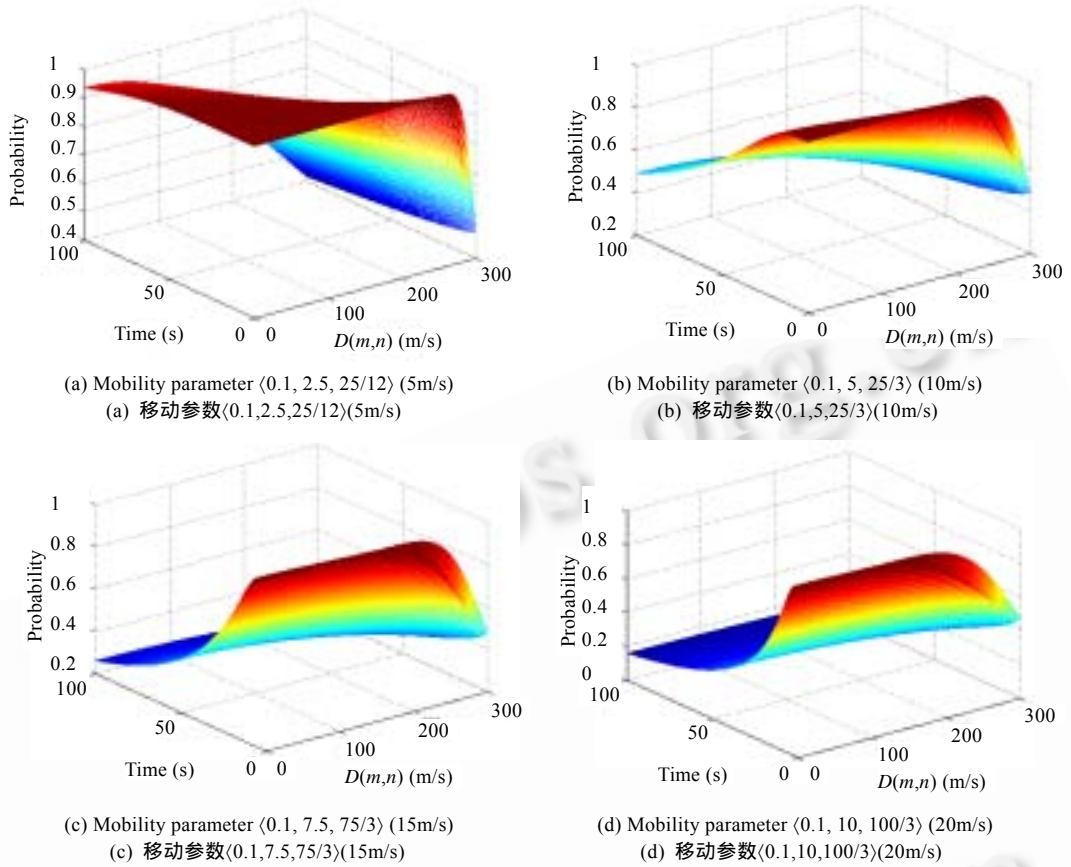 1
0.9
0.8
0.7
0.6
0.5
0.4
Probability
100
50
0
Time (s)
0
100
200
300
D(m,n) (m/s)
(a) Mobility parameter ⟨0.1, 2.5, 25/12⟩ (5m/s)
(a) 移动参数⟨0.1,2.5,25/12⟩(5m/s)
1
0.8
0.6
0.4
0.2
Probability
100
50
0
Time (s)
0
100
200
300
D(m,n) (m/s)
(b) Mobility parameter ⟨0.1, 5, 25/3⟩ (10m/s)
(b) 移动参数⟨0.1,5,25/3⟩(10m/s)
1
0.8
0.6
0.4
0.2
Probability
100
50
0
Time (s)
0
100
200
300
D(m,n) (m/s)
(c) Mobility parameter ⟨0.1, 7.5, 75/3⟩ (15m/s)
(c) 移动参数⟨0.1,7.5,75/3⟩(15m/s)
1
0.8
0.6
0.4
0.2
0
Probability
100
50
0
Time (s)
0
100
200
300
D(m,n) (m/s)
(d) Mobility parameter ⟨0.1, 10, 100/3⟩ (20m/s)
(d) 移动参数⟨0.1,10,100/3⟩(20m/s)